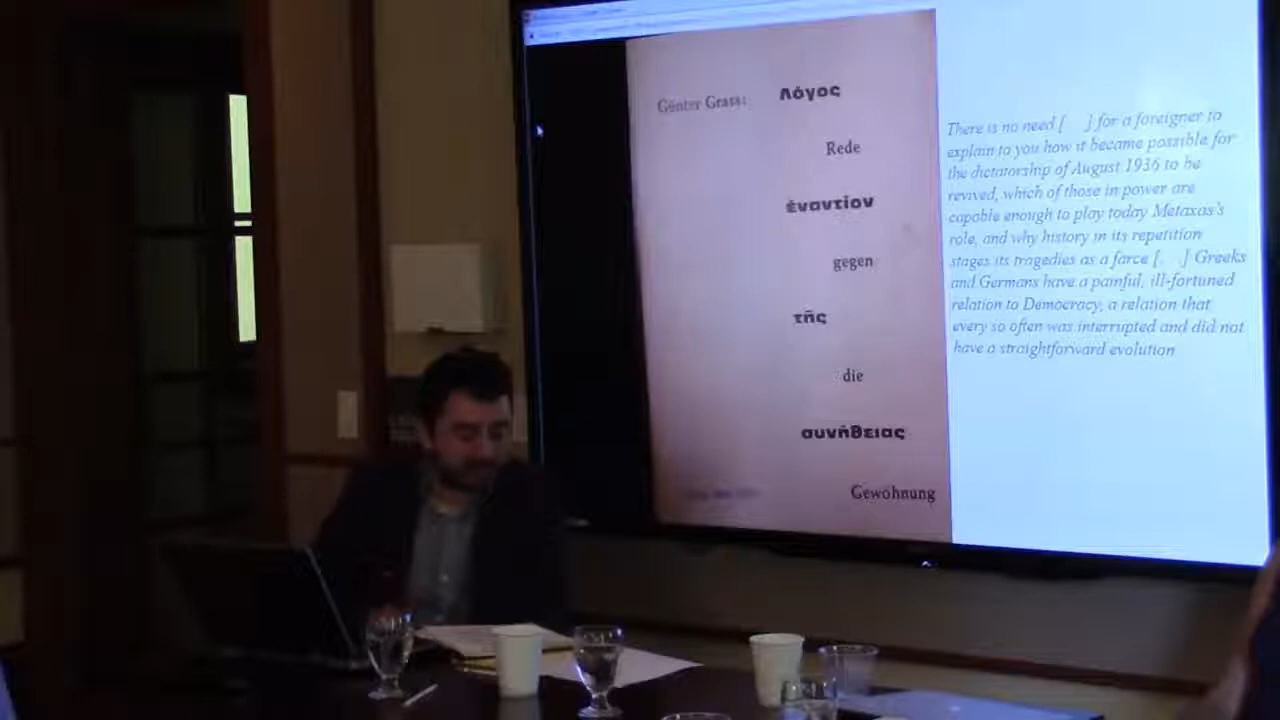 Günter Grass: Λόγος
Rede
ἐναντίον
gegen
τῆς
die
συνήθειας
Gewöhnung
There is no need [ ] for a foreigner to
explain to you how it became possible for
the dictatorship of August 1936 to be
revived, which of those in power are
capable enough to play today Metaxas's
role, and why history in its repetition
stages its tragedies as a farce [ ] Greeks
and Germans have a painful, ill-fortuned
relation to Democracy, a relation that
every so often was interrupted and did not
have a straightforward evolution